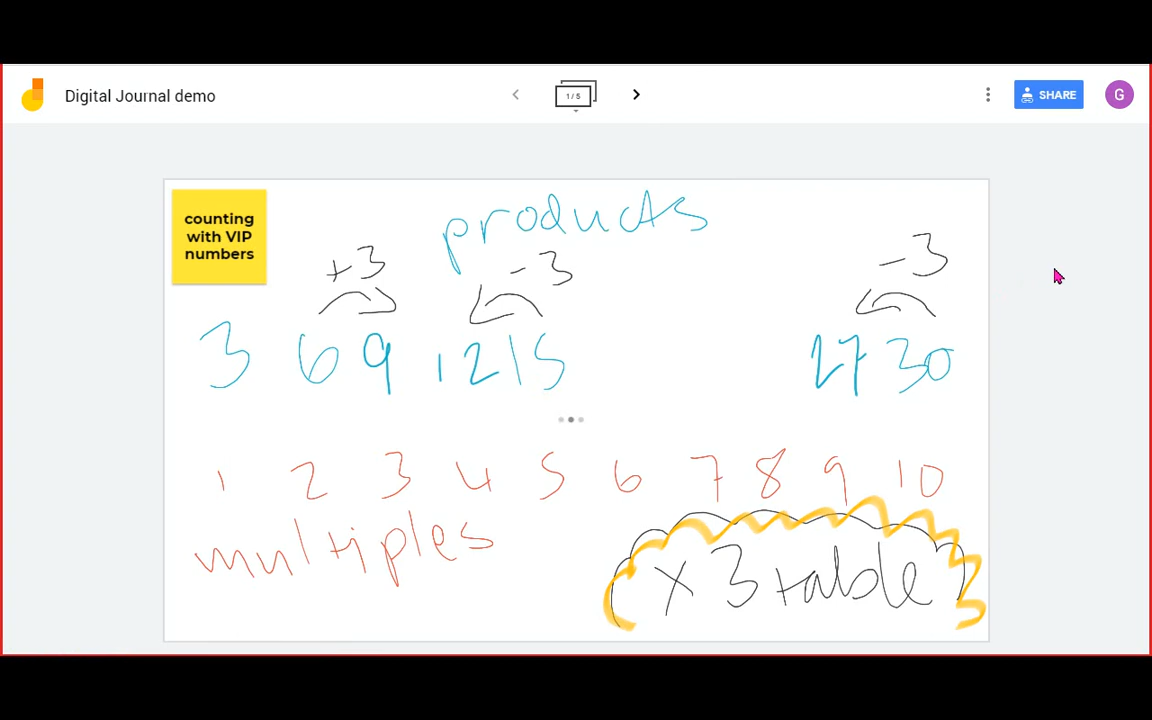 Digital Journal demo
1 / 5
SHARE
G
counting
with VIP
numbers
products
+3
-3
-3
3 6 9 12 15 27 30
1 2 3 4 5 6 7 8 9 10
multiples
x 3 table